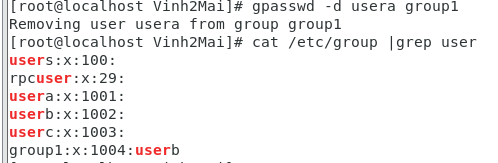 [root@localhost Vinh2Mai]# gpasswd -d usera group1
Removing user usera from group group1
[root@localhost Vinh2Mai]# cat /etc/group |grep user
users:x:100:
rpcuser:x:29:
usera:x:1001:
userb:x:1002:
userc:x:1003:
group1:x:1004:userb